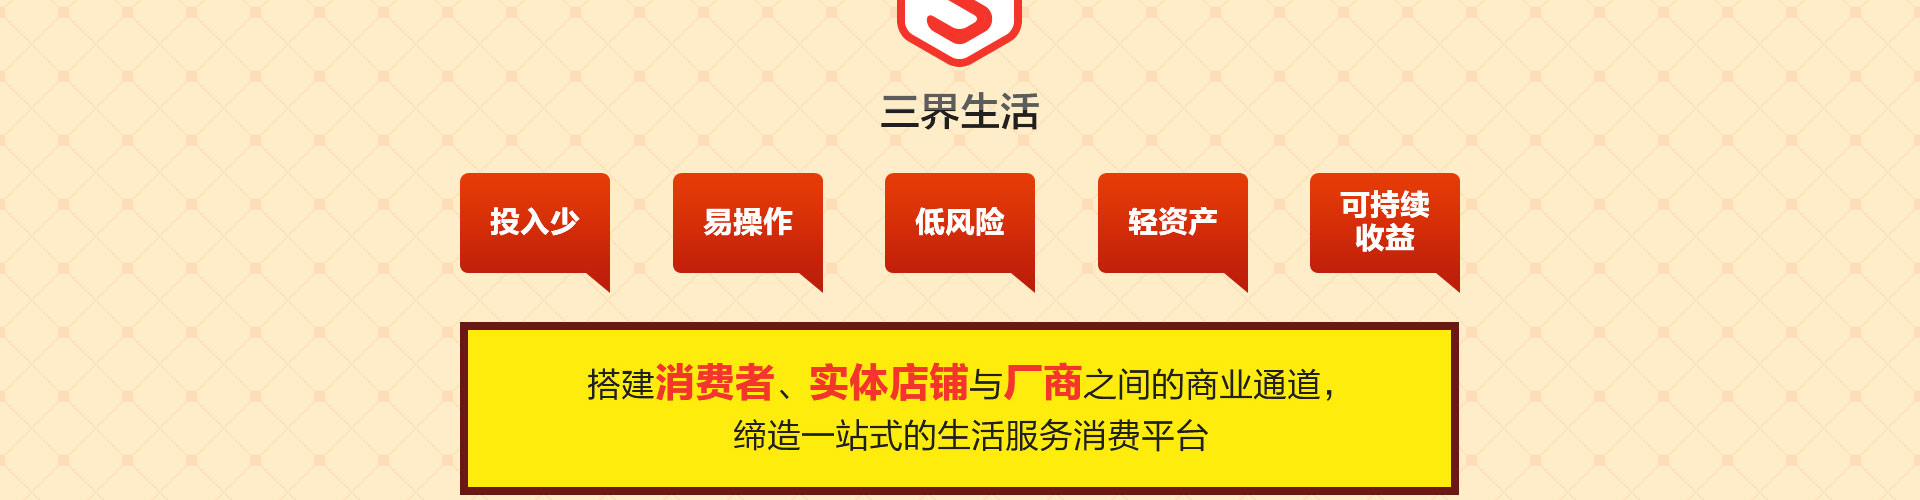 三界生活
投入少
易操作
低风险
轻资产
可持续
收益
搭建消费者、实体店铺与厂商之间的商业通道，
缔造一站式的生活服务消费平台